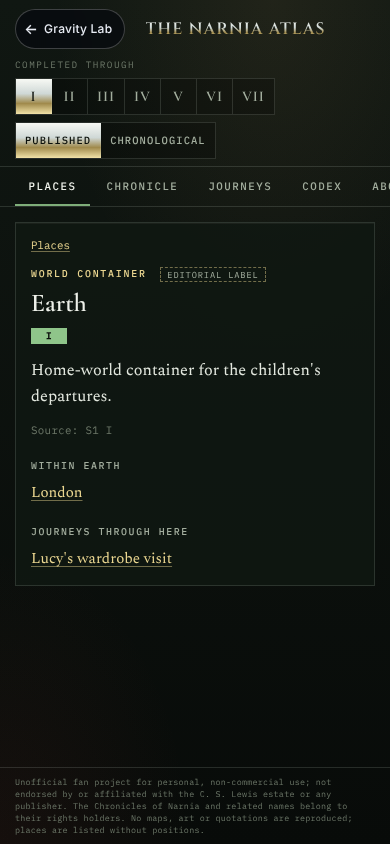 ← Gravity Lab
THE NARNIA ATLAS
COMPLETED THROUGH
I II III IV V VI VII
PUBLISHED CHRONOLOGICAL
PLACES CHRONICLE JOURNEYS CODEX ABO
Places
WORLD CONTAINER EDITORIAL LABEL
Earth
I
Home-world container for the children's
departures.
Source: S1 I
WITHIN EARTH
London
JOURNEYS THROUGH HERE
Lucy's wardrobe visit
Unofficial fan project for personal, non-commercial use; not
endorsed by or affiliated with the C. S. Lewis estate or any
publisher. The Chronicles of Narnia and related names belong to
their rights holders. No maps, art or quotations are reproduced;
places are listed without positions.